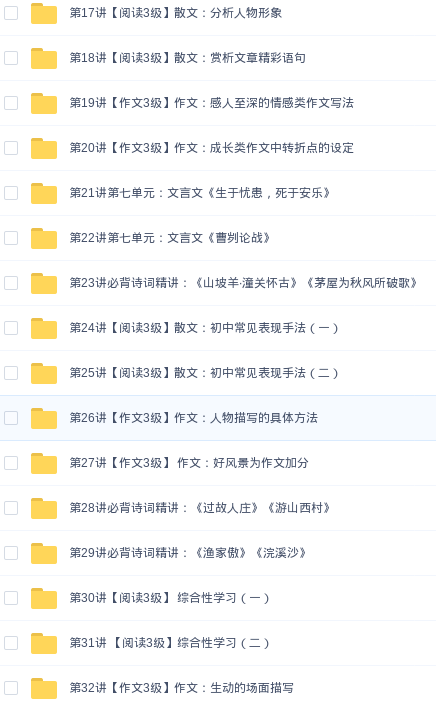 第17讲【阅读3级】散文：分析人物形象
第18讲【阅读3级】散文：赏析文章精彩语句
第19讲【作文3级】作文：感人至深的情感类作文写法
第20讲【作文3级】作文：成长类作文中转折点的设定
第21讲第七单元：文言文《生于忧患，死于安乐》
第22讲第七单元：文言文《曹刿论战》
第23讲必背诗词精讲：《山坡羊·潼关怀古》《茅屋为秋风所破歌》
第24讲【阅读3级】散文：初中常见表现手法（一）
第25讲【阅读3级】散文：初中常见表现手法（二）
第26讲【作文3级】作文：人物描写的具体方法
第27讲【作文3级】 作文：好风景为作文加分
第28讲必背诗词精讲：《过故人庄》《游山西村》
第29讲必背诗词精讲：《渔家傲》《浣溪沙》
第30讲【阅读3级】 综合性学习（一）
第31讲 【阅读3级】综合性学习（二）
第32讲【作文3级】作文：生动的场面描写